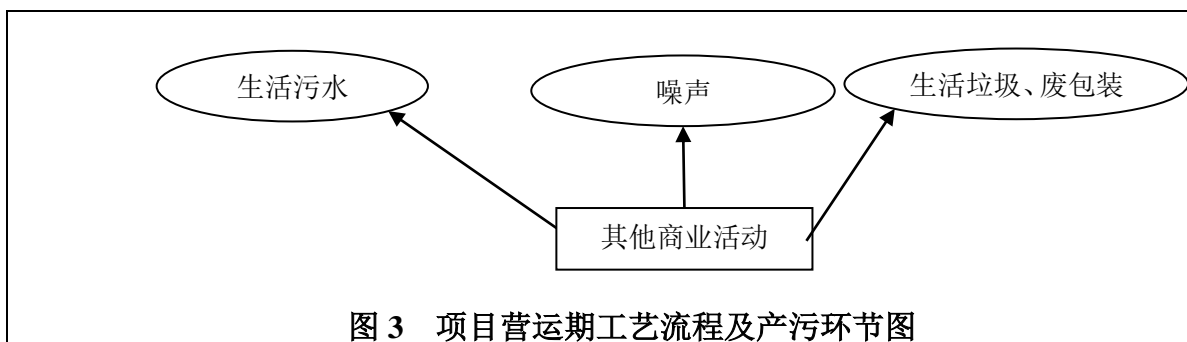 生活污水
噪声
生活垃圾、废包装
其他商业活动
图 3 项目营运期工艺流程及产污环节图